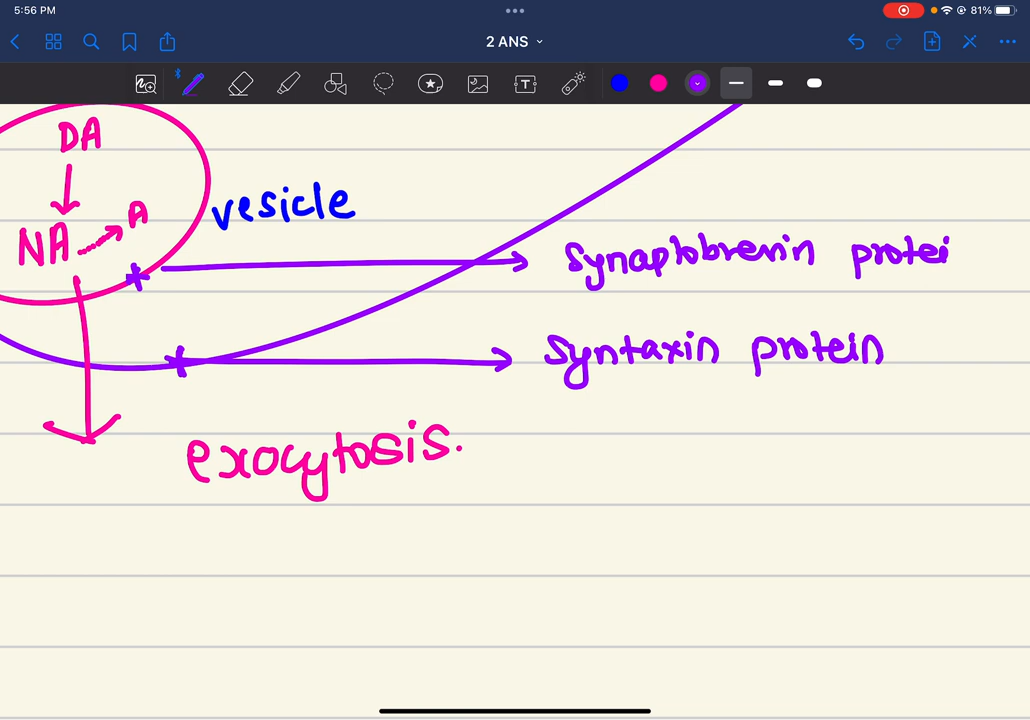 5:56 PM
81%
2 ANS
DA
NA
A
vesicle
synaptobrevin protei
syntaxin protein
exocytosis.